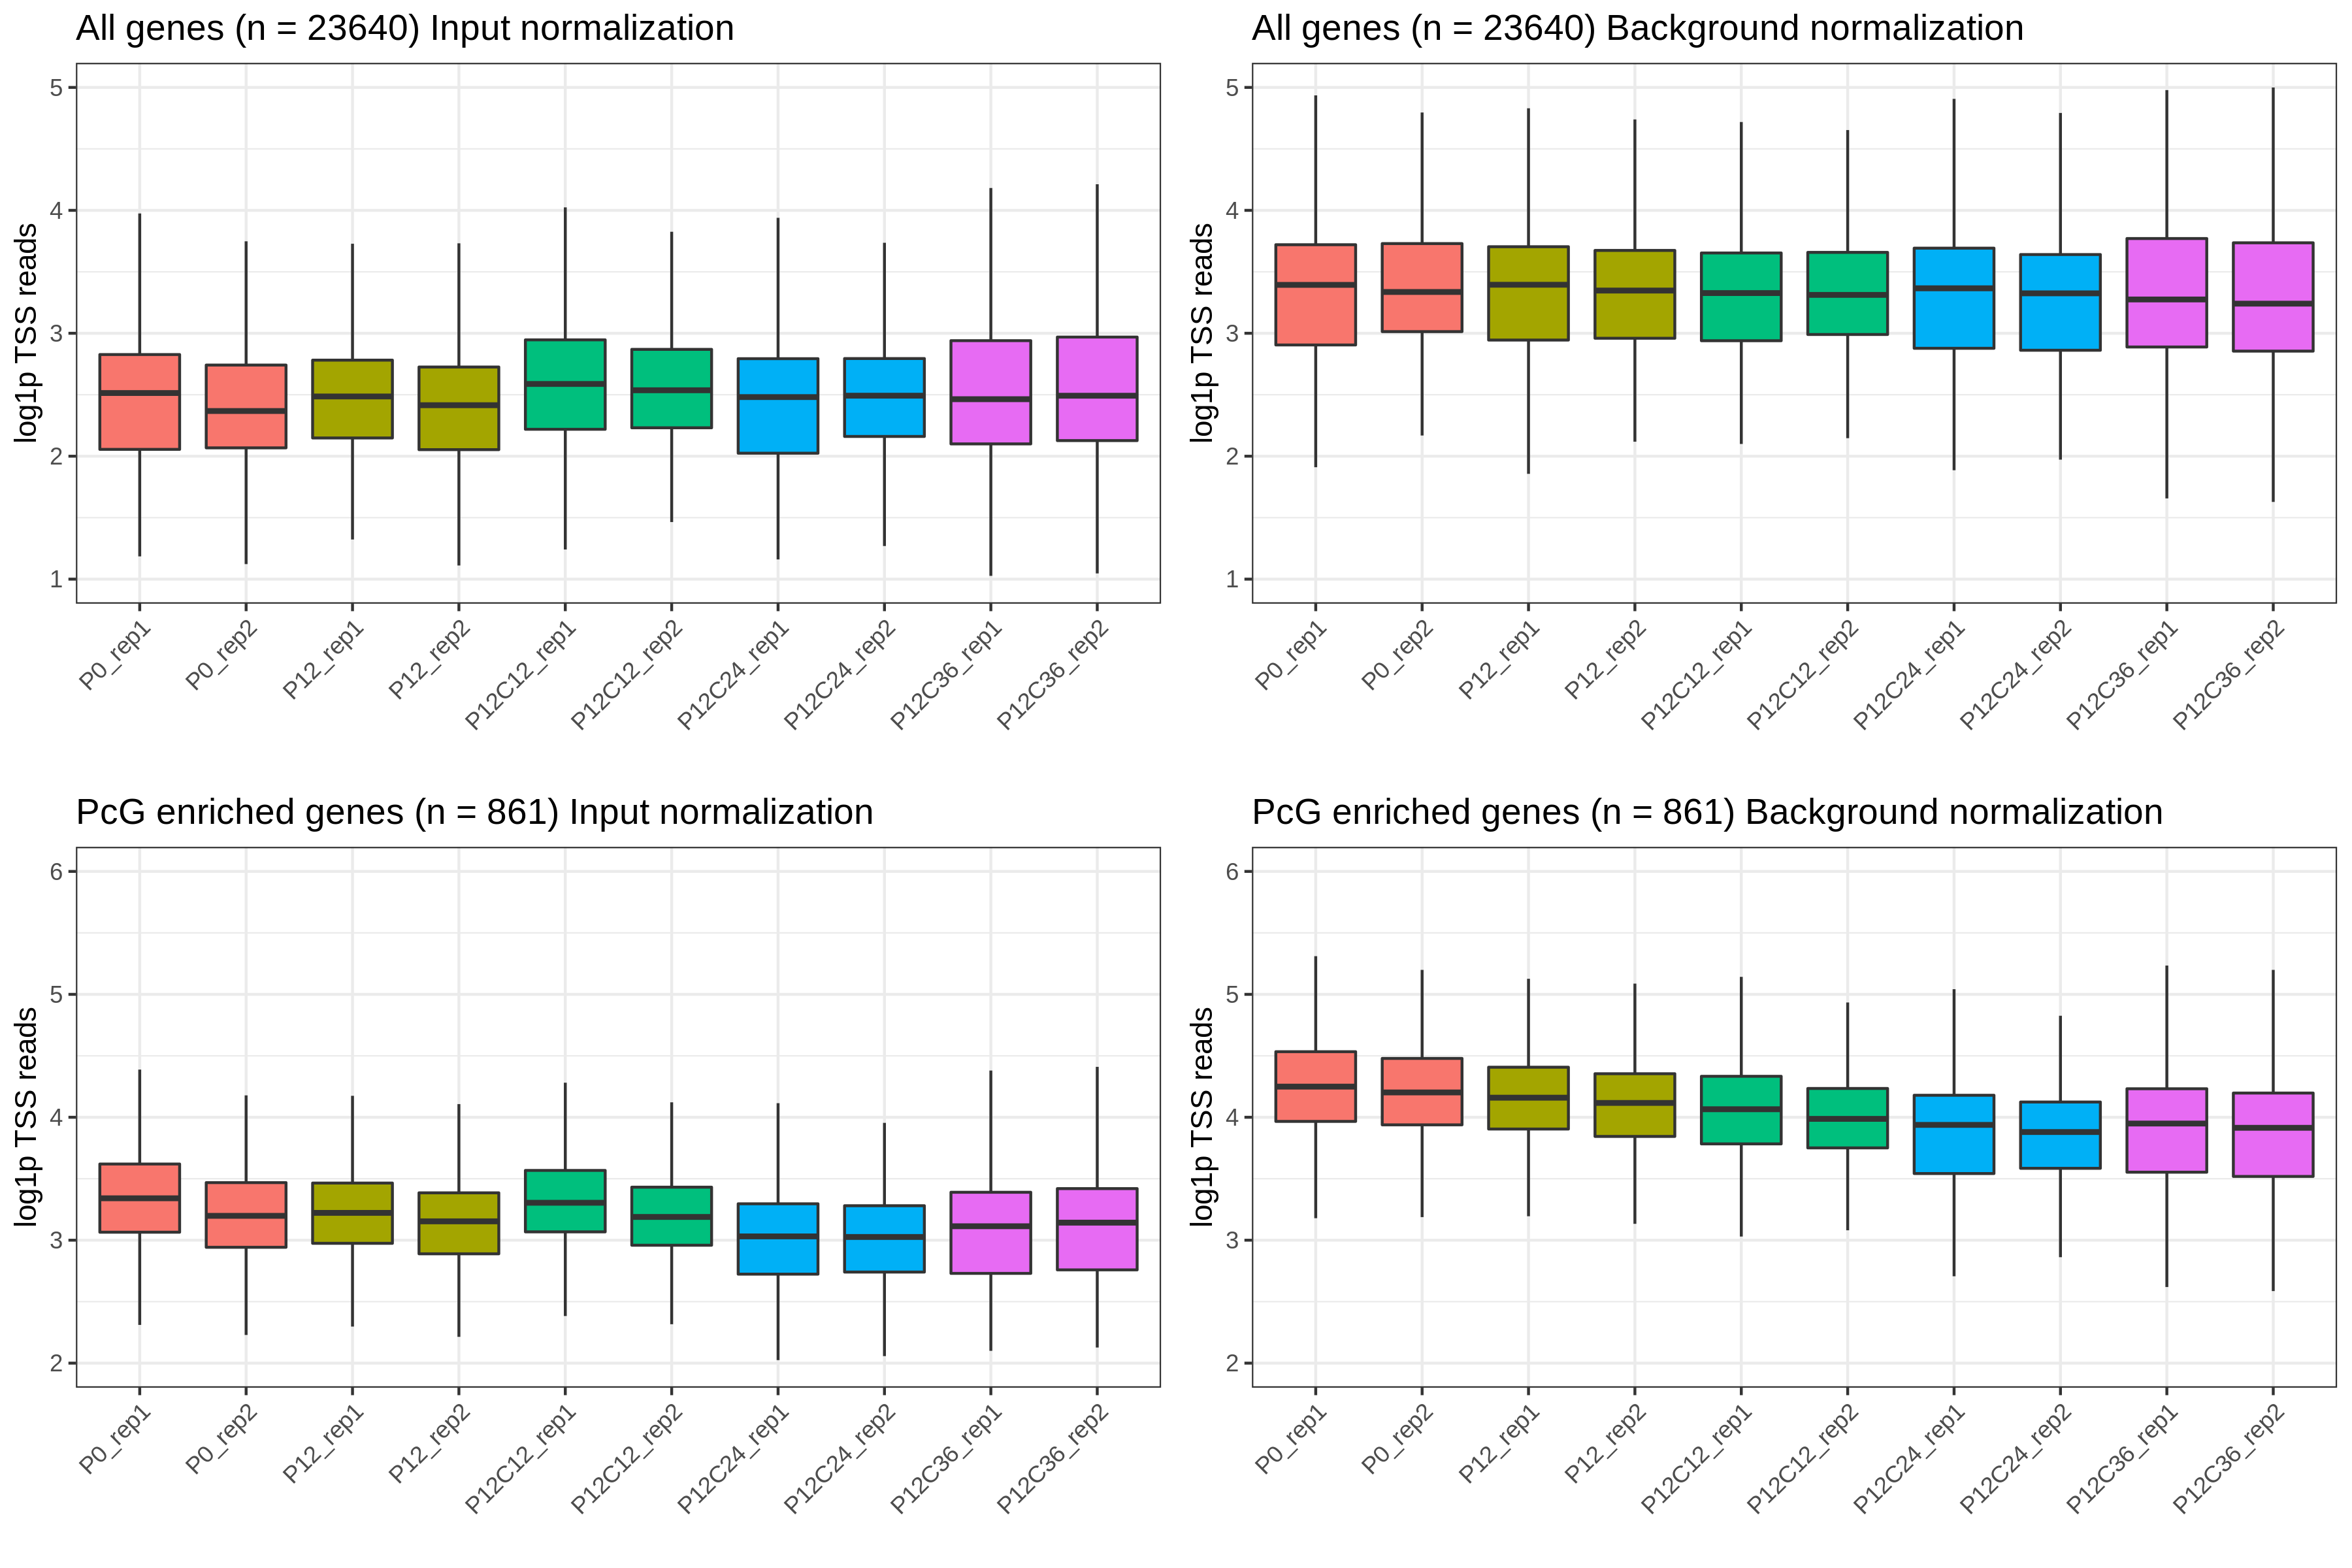 All genes (n = 23640) Input normalization
log1p TSS reads
5
4
3
2
1
P0_rep1
P0_rep2
P12_rep1
P12_rep2
P12C12_rep1
P12C12_rep2
P12C24_rep1
P12C24_rep2
P12C36_rep1
P12C36_rep2
All genes (n = 23640) Background normalization
log1p TSS reads
5
4
3
2
1
P0_rep1
P0_rep2
P12_rep1
P12_rep2
P12C12_rep1
P12C12_rep2
P12C24_rep1
P12C24_rep2
P12C36_rep1
P12C36_rep2
PcG enriched genes (n = 861) Input normalization
log1p TSS reads
6
5
4
3
2
P0_rep1
P0_rep2
P12_rep1
P12_rep2
P12C12_rep1
P12C12_rep2
P12C24_rep1
P12C24_rep2
P12C36_rep1
P12C36_rep2
PcG enriched genes (n = 861) Background normalization
log1p TSS reads
6
5
4
3
2
P0_rep1
P0_rep2
P12_rep1
P12_rep2
P12C12_rep1
P12C12_rep2
P12C24_rep1
P12C24_rep2
P12C36_rep1
P12C36_rep2